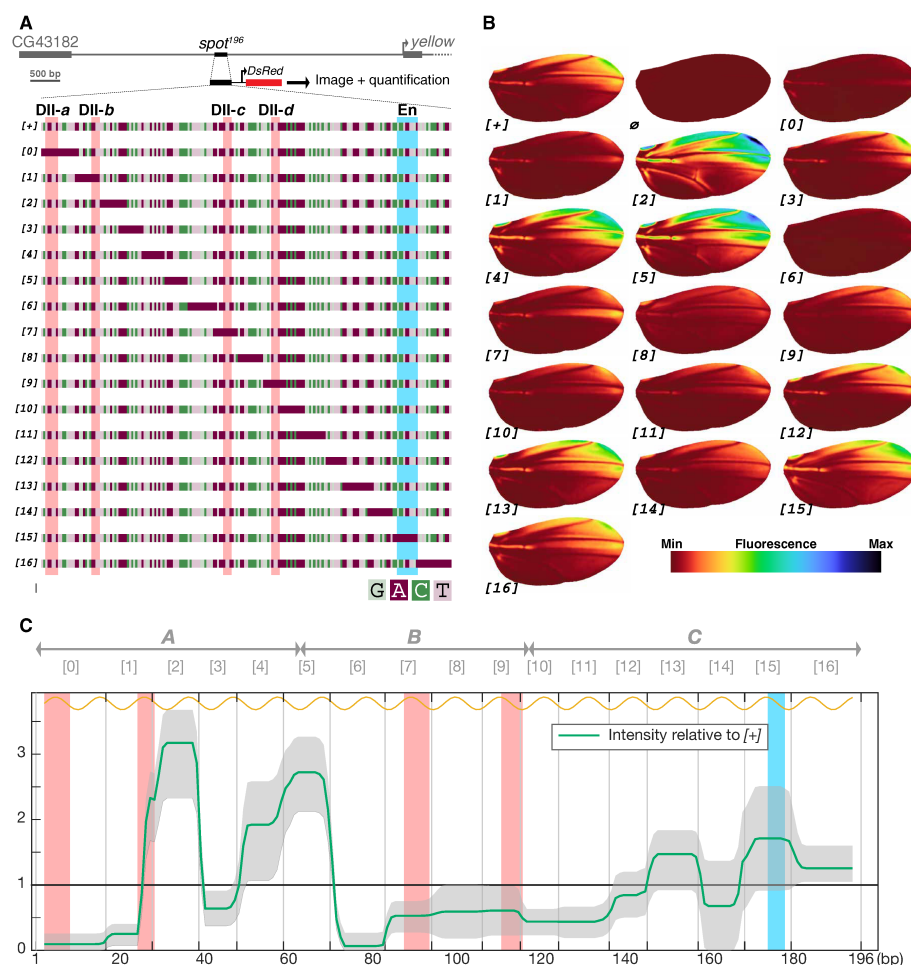 A
CG43182
spot¹⁹⁶
yellow
500 bp
DsRed
Image + quantification
Dll-a
Dll-b
Dll-c
Dll-d
En
[+]
[0]
[1]
[2]
[3]
[4]
[5]
[6]
[7]
[8]
[9]
[10]
[11]
[12]
[13]
[14]
[15]
[16]
G A C T
B
[+] ø [0]
[1] [2] [3]
[4] [5] [6]
[7] [8] [9]
[10] [11] [12]
[13] [14] [15]
[16]
Min Fluorescence Max
C
A B C
[0] [1] [2] [3] [4] [5] [6] [7] [8] [9] [10] [11] [12] [13] [14] [15] [16]
Intensity relative to [+]
3
2
1
0
1 20 40 60 80 100 120 140 160 180 196 (bp)